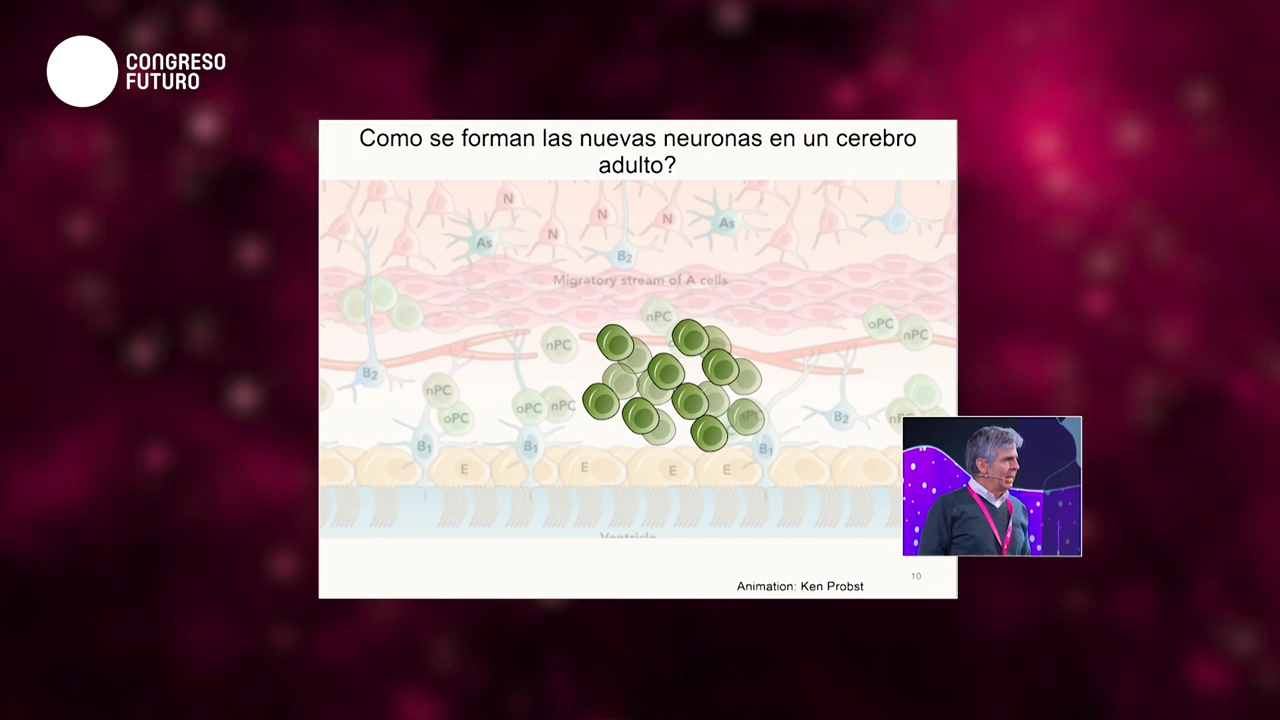 CONGRESO
FUTURO
Como se forman las nuevas neuronas en un cerebro
adulto?
N
N
N
N
As
As
B2
Migratory stream of A cells
nPC
oPC
nPC
nPC
B2
nPC
oPC
oPC
nPC
B2
B1
B1
B1
E
E
E
E
Ventricle
10
Animation: Ken Probst